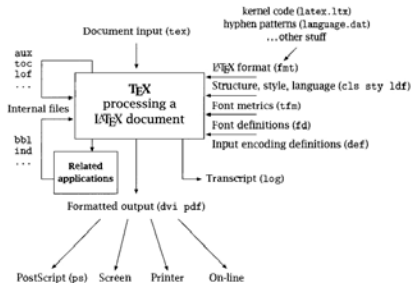 kernel code (latex.ltx)
hyphen patterns (language.dat)
...other stuff
Document input (tex)
aux
toc
lof
...
LATEX format (fmt)
Structure, style, language (cls sty ldf)
TEX
processing a
LATEX document
Internal files
Font metrics (tfm)
Font definitions (fd)
Input encoding definitions (def)
bbl
ind
...
Related
applications
Transcript (log)
Formatted output (dvi pdf)
PostScript (ps)
Screen
Printer
On-line